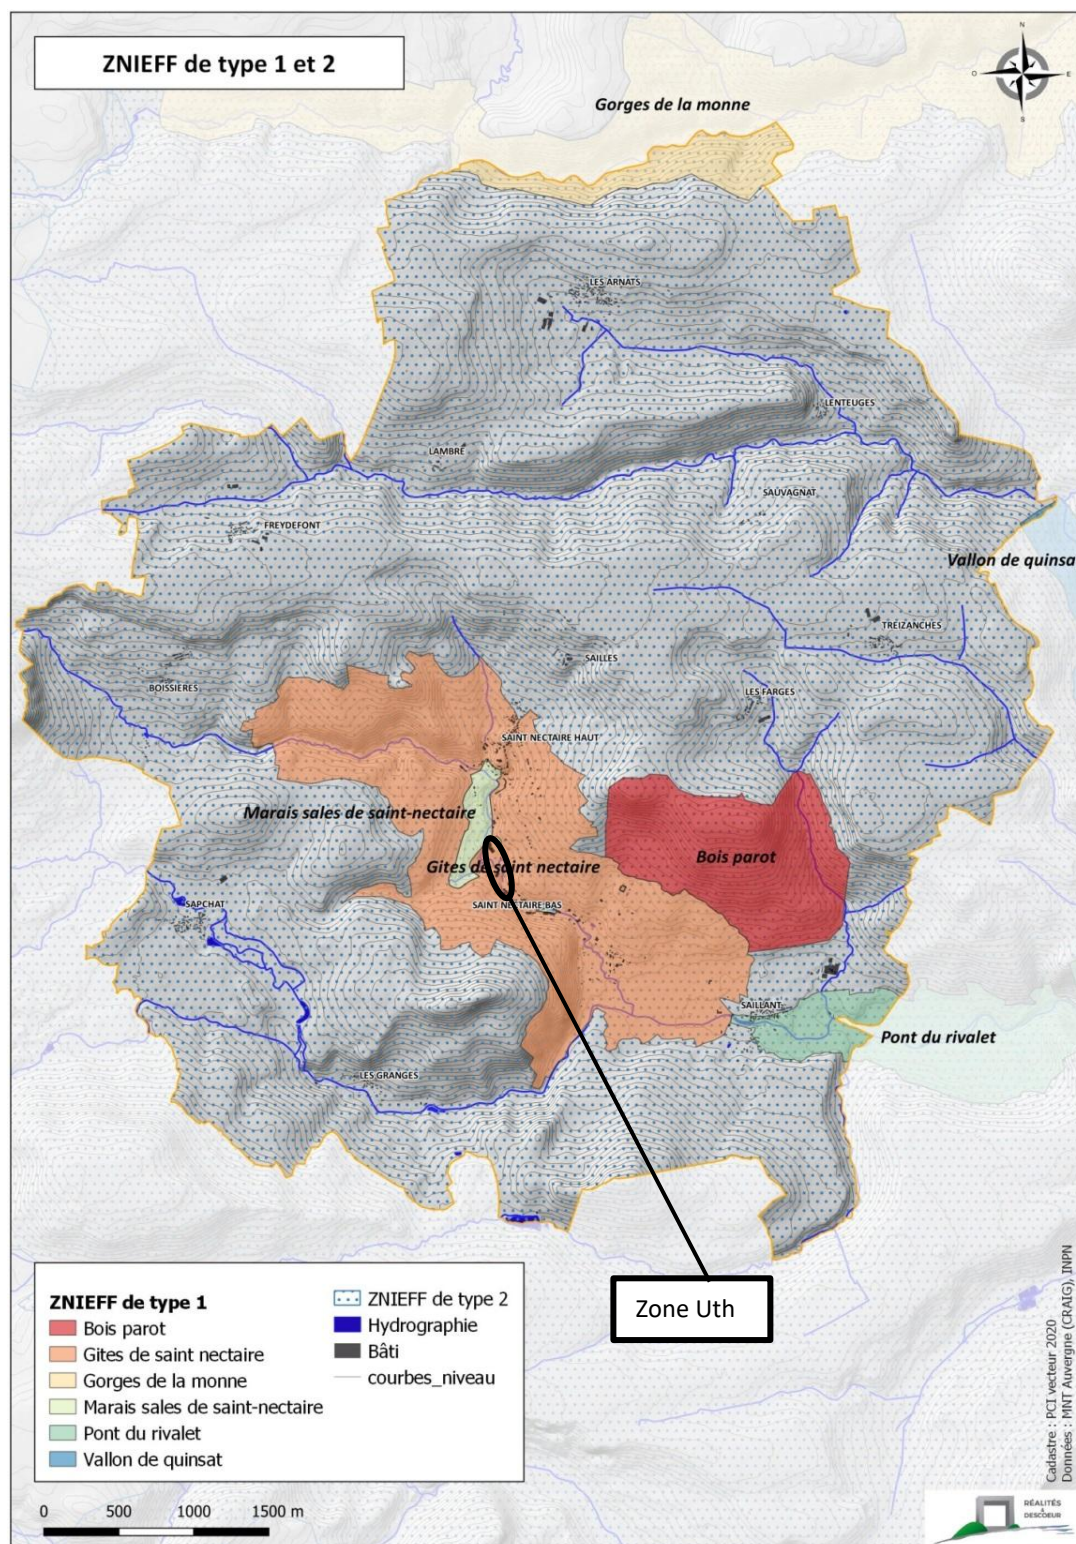 ZNIEFF de type 1 et 2
N
O
E
S
Gorges de la monne
LES ARNATS
LENTEUGES
LAMBRE
SAUVAGNAT
FREYDEFONT
Vallon de quinsa
TREIZANCHES
SAILLES
BOISSIERES
LES FARGES
SAINT NECTAIRE HAUT
Marais sales de saint-nectaire
Bois parot
Gites de saint nectaire
SAPCHAT
SAINT NECTAIRE BAS
SAILLANT
Pont du rivalet
LES GRANGES
Zone Uth
ZNIEFF de type 1
Bois parot
Gites de saint nectaire
Gorges de la monne
Marais sales de saint-nectaire
Pont du rivalet
Vallon de quinsat
ZNIEFF de type 2
Hydrographie
Bâti
courbes_niveau
0 500 1000 1500 m
Cadastre : PCI vecteur 2020
Données : MNT Auvergne (CRAIG), INPN
RÉALITÉS
&
DESCOEUR